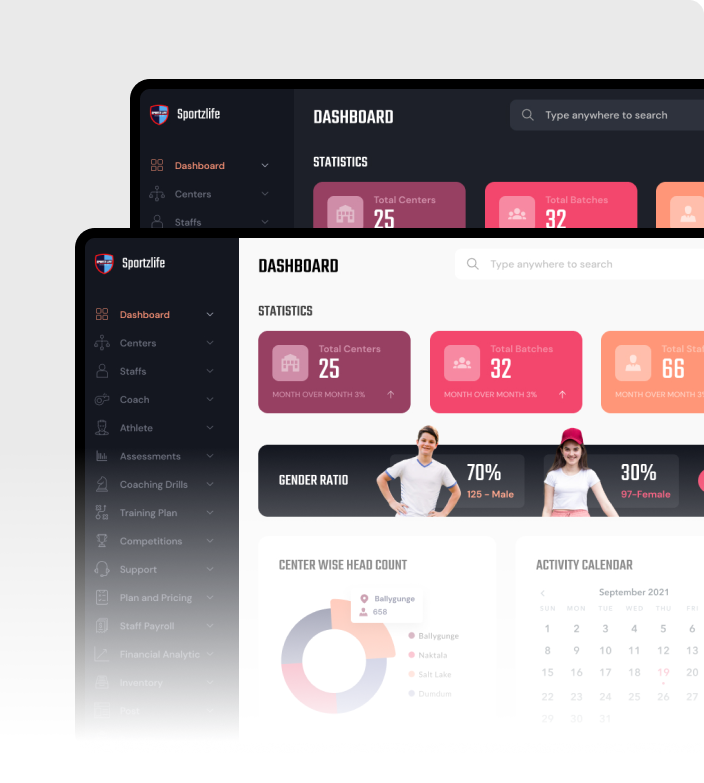 Sportzlife
DASHBOARD
Type anywhere to search
Dashboard
STATISTICS
Centers
Staffs
Total Centers
25
Total Batches
32
Sportzlife
DASHBOARD
Type anywhere to search
STATISTICS
Dashboard
Centers
Staffs
Coach
Athlete
Assessments
Coaching Drills
Training Plan
Competitions
Support
Plan and Pricing
Staff Payroll
Financial Analytic
Inventory
Total Centers
25
MONTH OVER MONTH 3%
Total Batches
32
MONTH OVER MONTH 3%
Total Staf
66
MONTH OVER MONTH 3%
GENDER RATIO
70%
125 - Male
30%
97-Female
CENTER WISE HEAD COUNT
Ballygunge
658
Ballygunge
Naktala
Salt Lake
Dumdum
ACTIVITY CALENDAR
September 2021
SUN MON TUE WED THU FRI
1 2 3 4 5 6
8 9 10 11 12 13
15 16 17 18 19 20
22 23 24 25 26 27
29 30 31